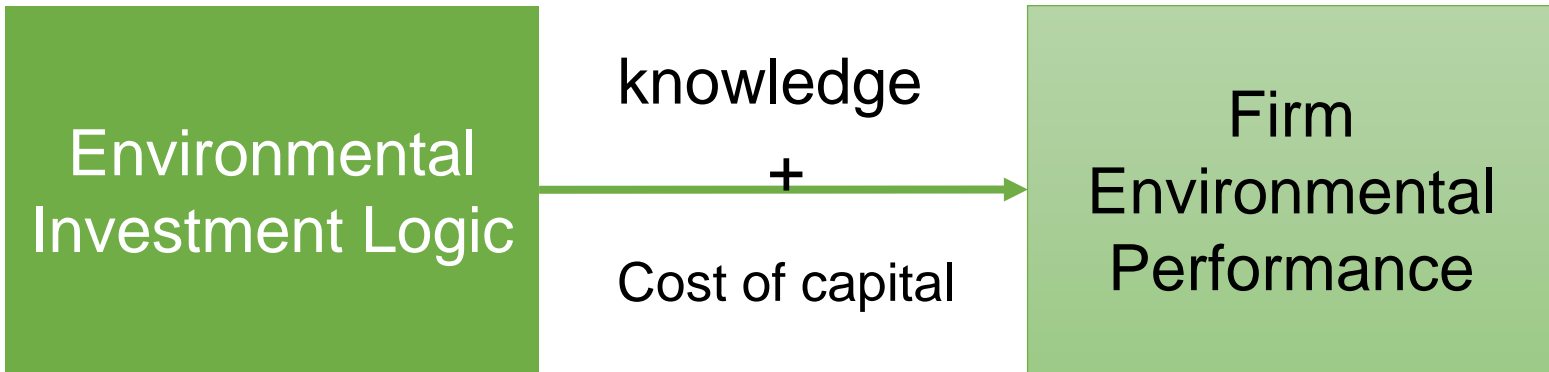 Environmental
Investment Logic
knowledge
+
Cost of capital
Firm
Environmental
Performance